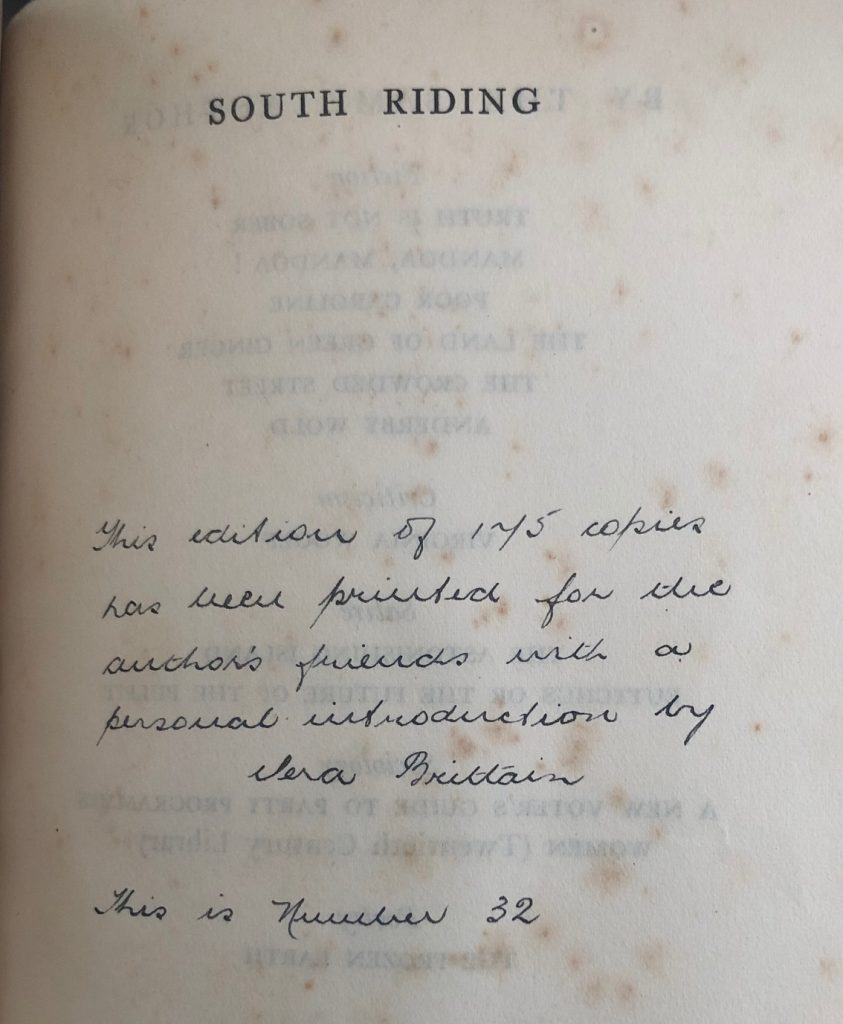 SOUTH RIDING
This edition of 175 copies
has been printed for the
author's friends with a
personal introduction by
Vera Brittain
This is Number 32